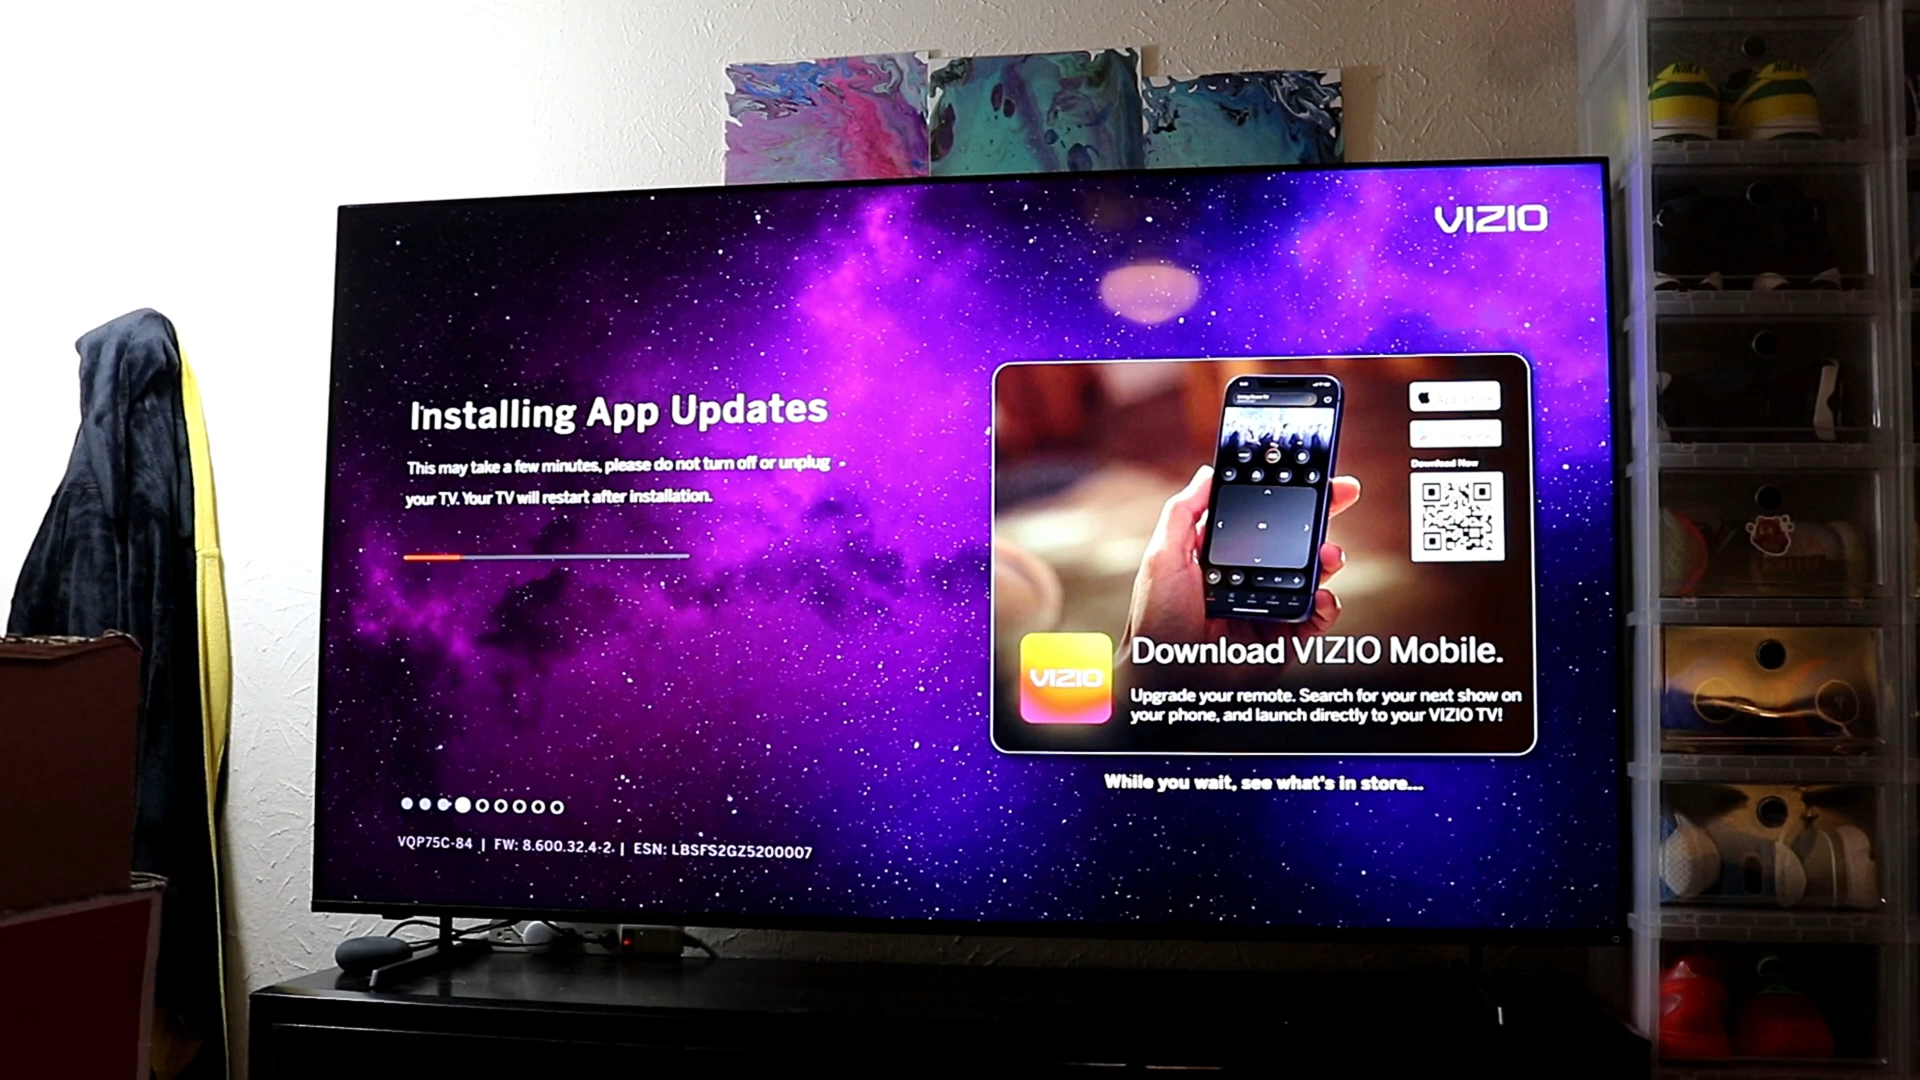 VIZIO
Installing App Updates
This may take a few minutes, please do not turn off or unplug
your TV. Your TV will restart after installation.
Download Now
VIZIO
Download VIZIO Mobile.
Upgrade your remote. Search for your next show on
your phone, and launch directly to your VIZIO TV!
While you wait, see what's in store...
VQP75C-84 | FW: 8.600.32.4-2. | ESN: LBSFS2GZ5200007